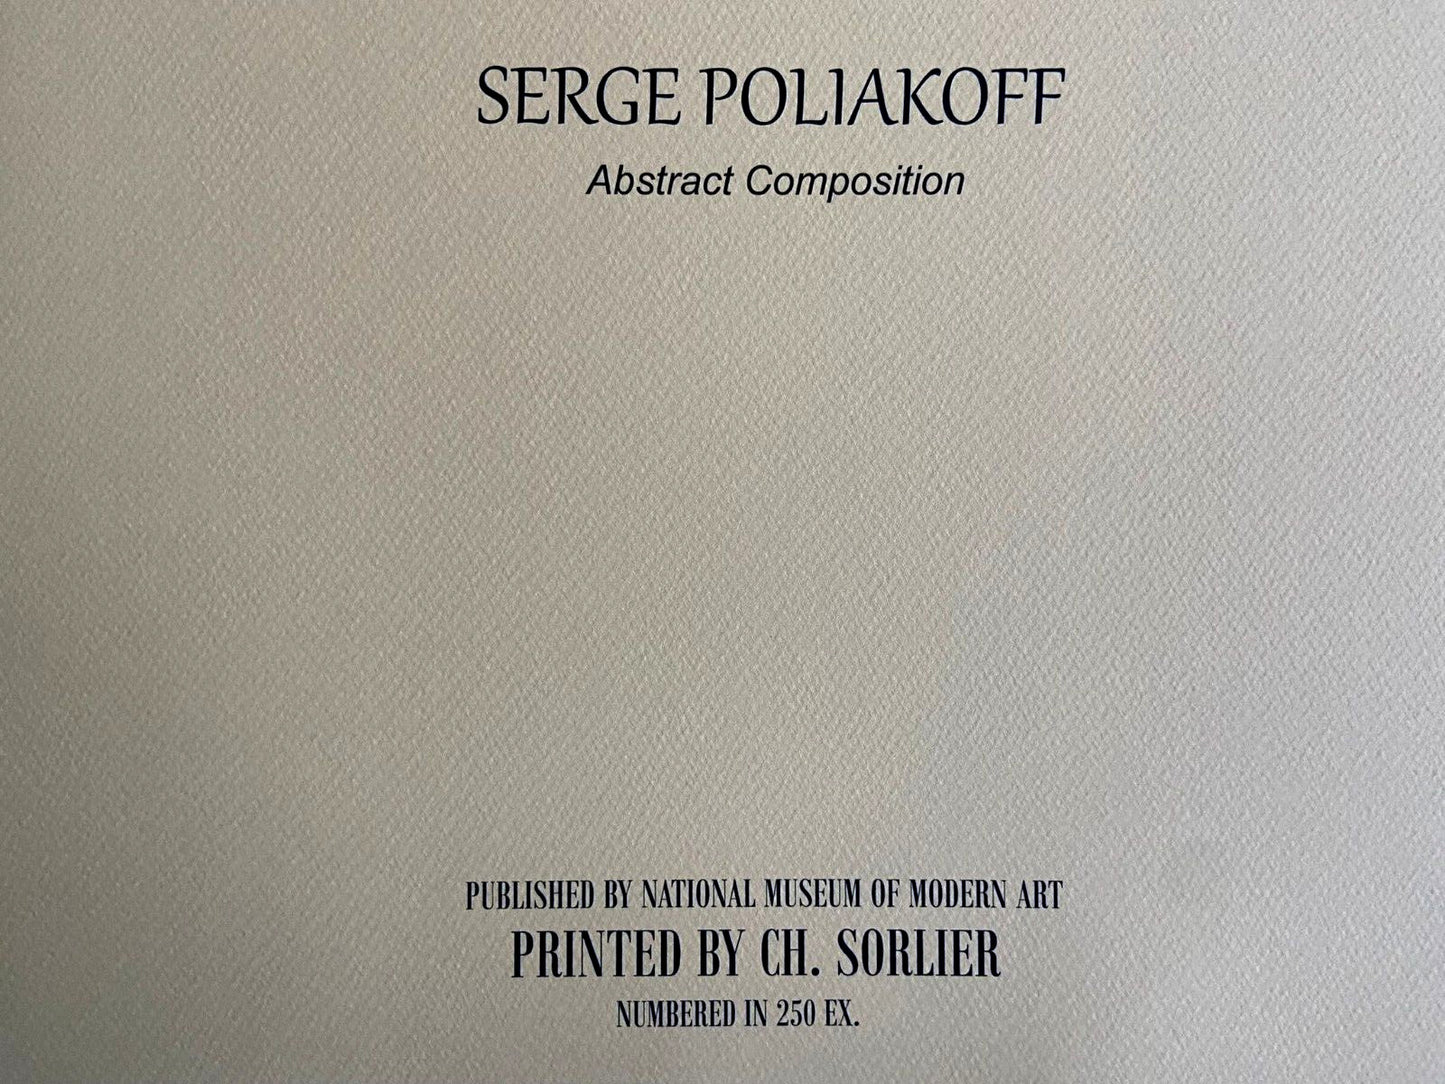 SERGE POLIAKOFF
Abstract Composition
PUBLISHED BY NATIONAL MUSEUM OF MODERN ART
PRINTED BY CH. SORLIER
NUMBERED IN 250 EX.